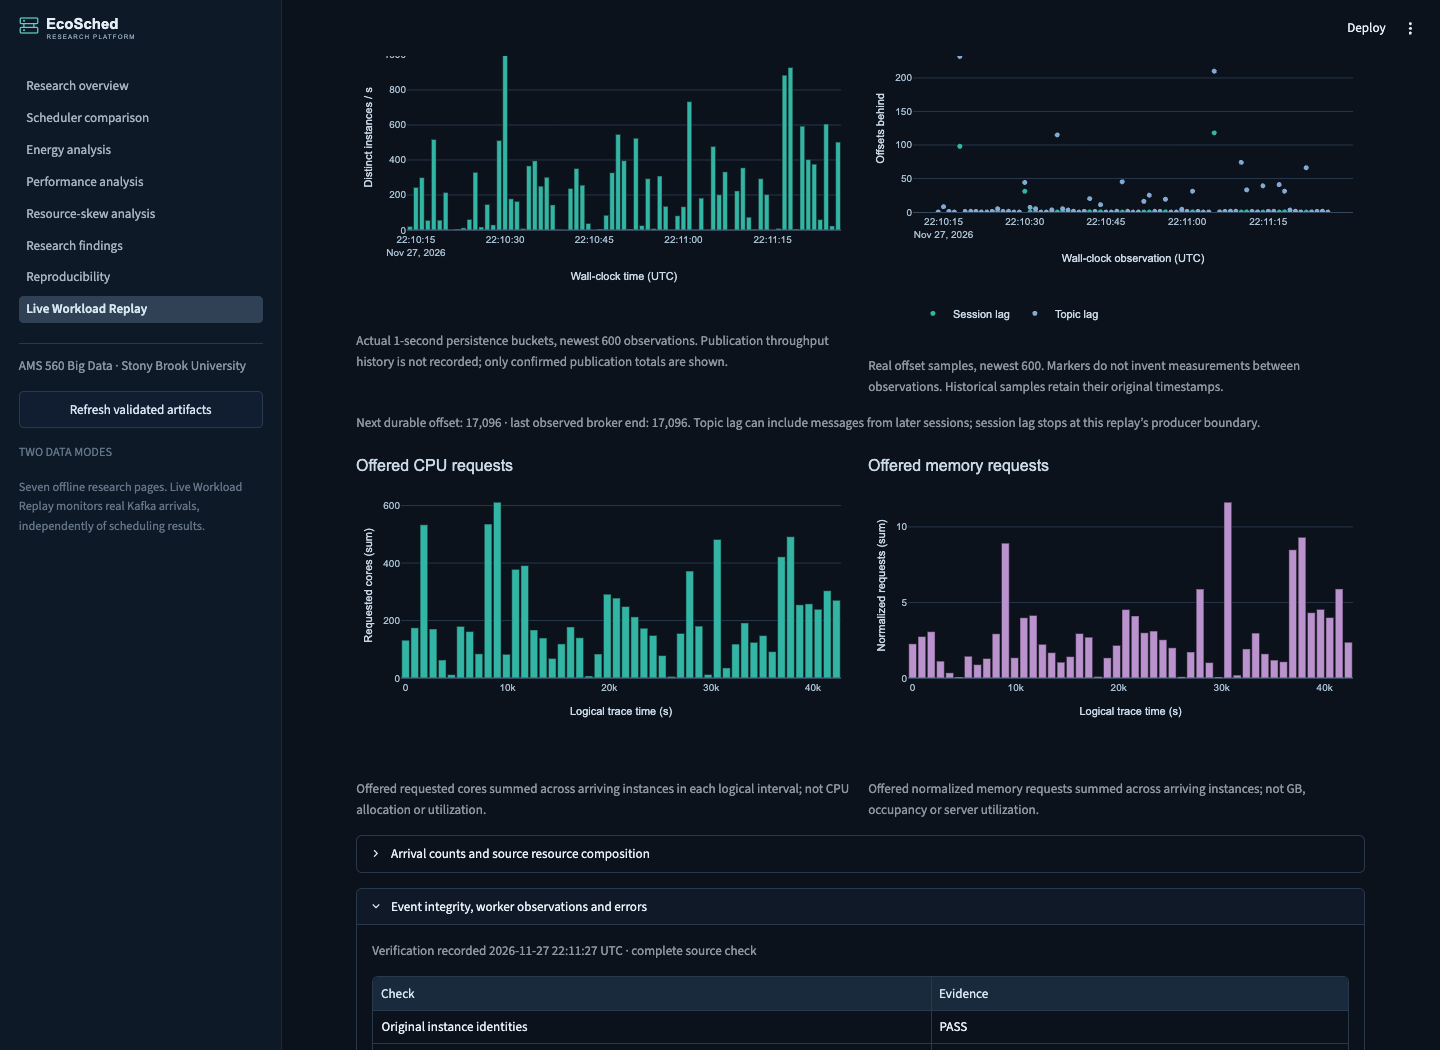 EcoSched
RESEARCH PLATFORM
Research overview
Scheduler comparison
Energy analysis
Performance analysis
Resource-skew analysis
Research findings
Reproducibility
Live Workload Replay
AMS 560 Big Data · Stony Brook University
Refresh validated artifacts
TWO DATA MODES
Seven offline research pages. Live Workload
Replay monitors real Kafka arrivals,
independently of scheduling results.
Deploy
Distinct instances / s
800
600
400
200
0
22:10:15
22:10:30
22:10:45
22:11:00
22:11:15
Nov 27, 2026
Wall-clock time (UTC)
Actual 1-second persistence buckets, newest 600 observations. Publication throughput
history is not recorded; only confirmed publication totals are shown.
Offsets behind
200
150
100
50
0
22:10:15
22:10:30
22:10:45
22:11:00
22:11:15
Nov 27, 2026
Wall-clock observation (UTC)
Session lag
Topic lag
Real offset samples, newest 600. Markers do not invent measurements between
observations. Historical samples retain their original timestamps.
Next durable offset: 17,096 · last observed broker end: 17,096. Topic lag can include messages from later sessions; session lag stops at this replay's producer boundary.
Offered CPU requests
Requested cores (sum)
600
400
200
0
0
10k
20k
30k
40k
Logical trace time (s)
Offered requested cores summed across arriving instances in each logical interval; not CPU
allocation or utilization.
Offered memory requests
Normalized requests (sum)
10
5
0
0
10k
20k
30k
40k
Logical trace time (s)
Offered normalized memory requests summed across arriving instances; not GB,
occupancy or server utilization.
Arrival counts and source resource composition
Event integrity, worker observations and errors
Verification recorded 2026-11-27 22:11:27 UTC · complete source check
Check
Evidence
Original instance identities
PASS